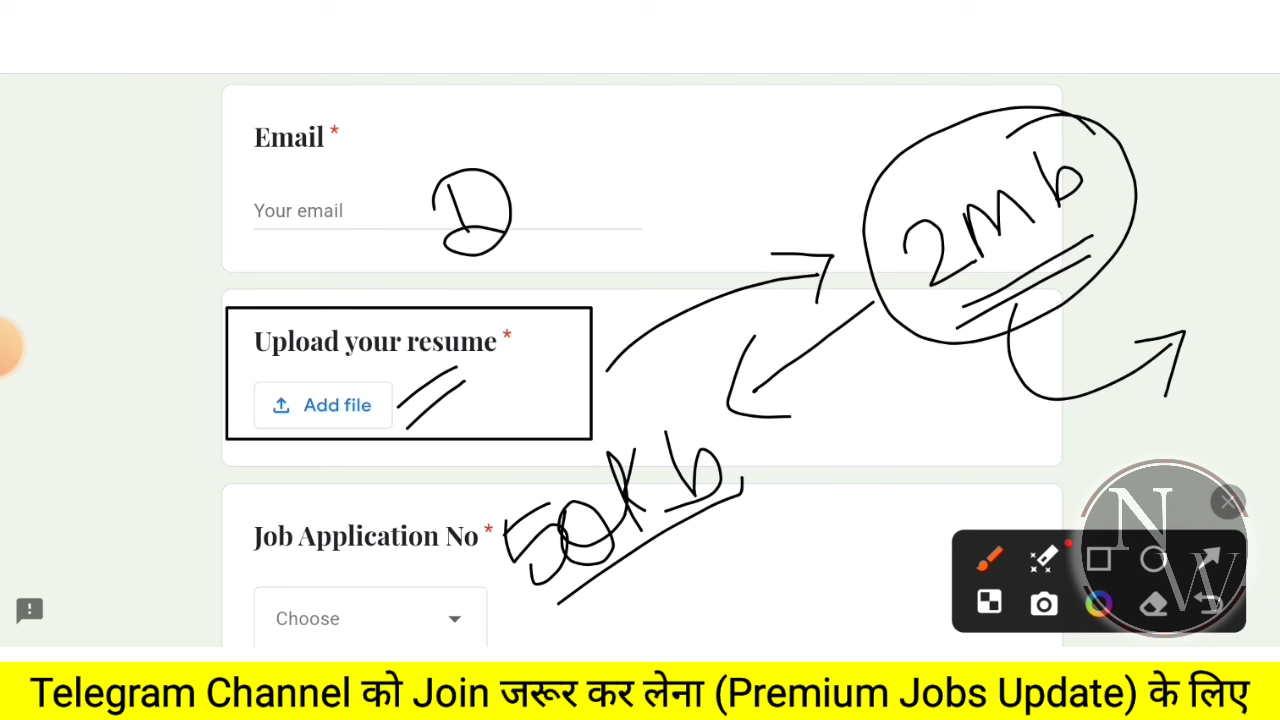 Email *
Your email
D
2Mb
Upload your resume *
Add file
50Kb
Job Application No *
Choose
NW
Telegram Channel को Join जरूर कर लेना (Premium Jobs Update) के लिए